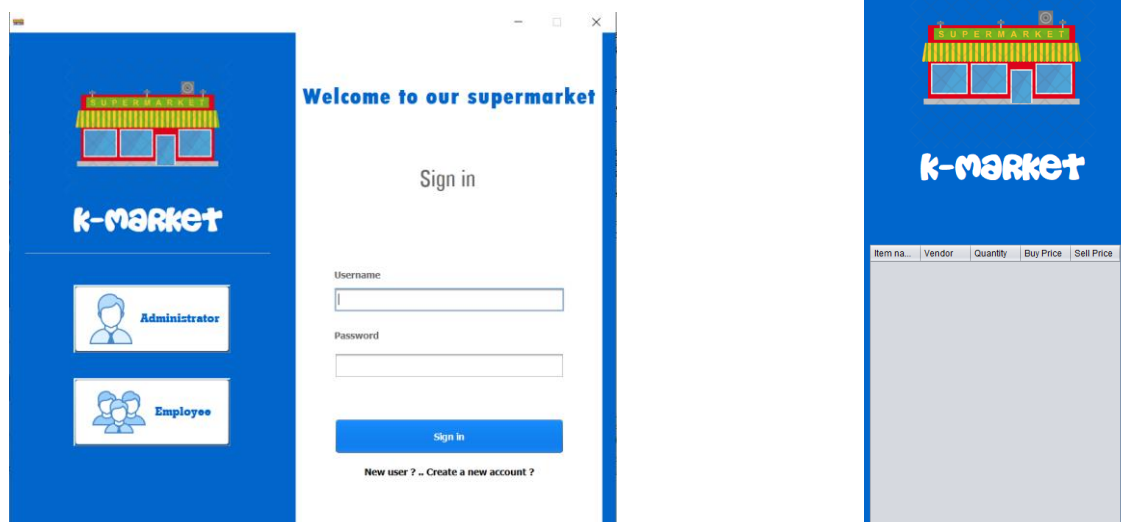 SUPERMARKET
K-MARKET
Administrator
Employee
Welcome to our supermarket
Sign in
Username
Password
Sign in
New user ? .. Create a new account ?
SUPERMARKET
K-MARKET
Item na... Vendor Quantity Buy Price Sell Price